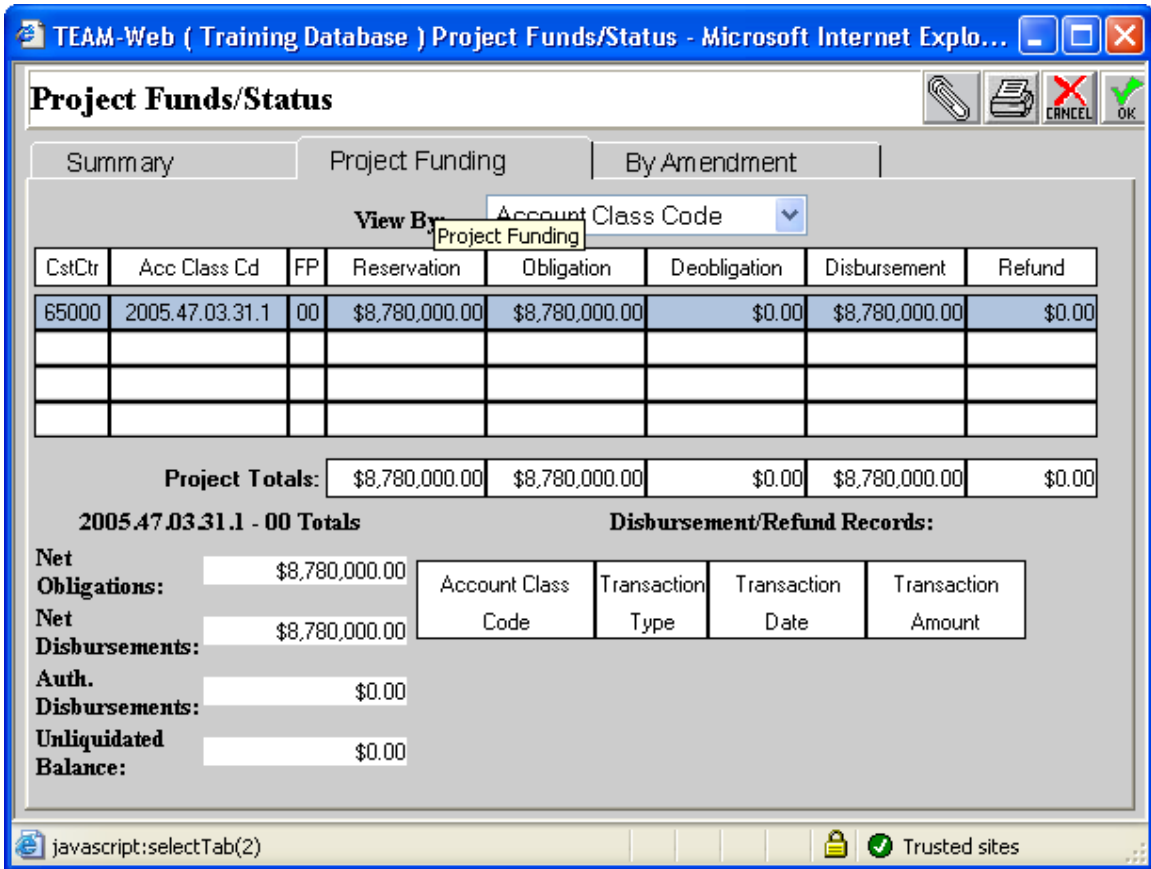 TEAM-Web ( Training Database ) Project Funds/Status - Microsoft Internet Explo...
Project Funds/Status
CANCEL
OK
Summary
Project Funding
By Amendment
View By:
Account Class Code
Project Funding
CstCtr Acc Class Cd FP Reservation Obligation Deobligation Disbursement Refund
65000 2005.47.03.31.1 00 $8,780,000.00 $8,780,000.00 $0.00 $8,780,000.00 $0.00
Project Totals: $8,780,000.00 $8,780,000.00 $0.00 $8,780,000.00 $0.00
2005.47.03.31.1 - 00 Totals
Net
Obligations: $8,780,000.00
Net
Disbursements: $8,780,000.00
Auth.
Disbursements: $0.00
Unliquidated
Balance: $0.00
Disbursement/Refund Records:
Account Class Transaction Transaction Transaction
Code Type Date Amount
javascript:selectTab(2)
Trusted sites